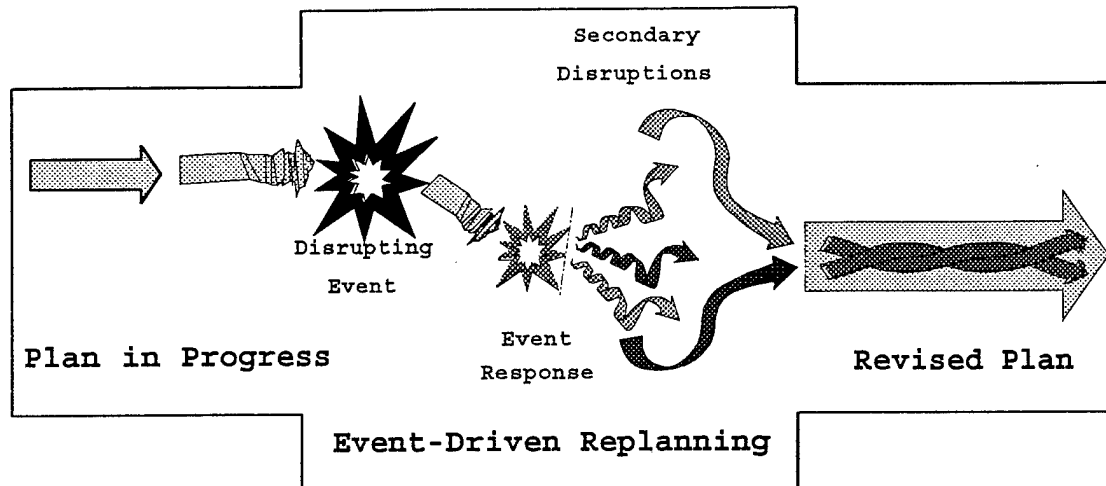 Secondary
Disruptions
Disrupting
Event
Plan in Progress
Event
Response
Revised Plan
Event-Driven Replanning